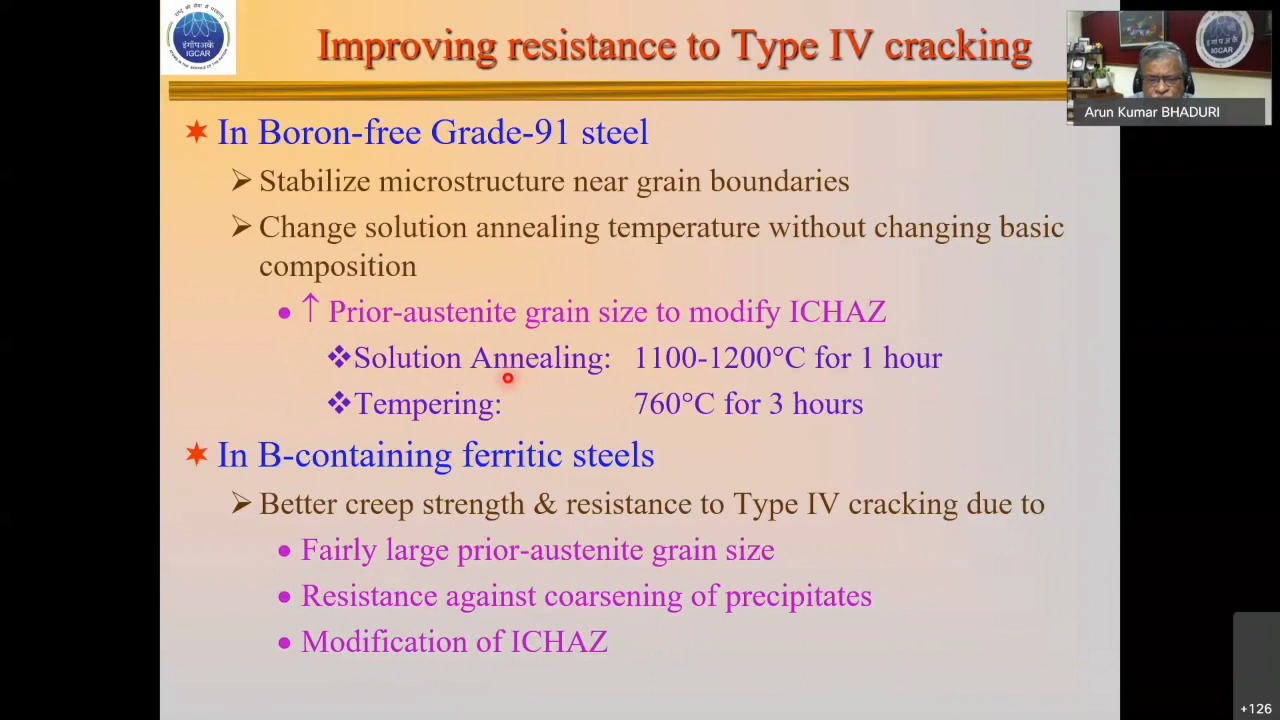 Improving resistance to Type IV cracking
इंगांपअकें
IGCAR
IGCAR
Arun Kumar BHADURI
✶ In Boron-free Grade-91 steel
➢ Stabilize microstructure near grain boundaries
➢ Change solution annealing temperature without changing basic
composition
• ↑ Prior-austenite grain size to modify ICHAZ
❖Solution Annealing: 1100-1200°C for 1 hour
❖Tempering: 760°C for 3 hours
✶ In B-containing ferritic steels
➢ Better creep strength & resistance to Type IV cracking due to
• Fairly large prior-austenite grain size
• Resistance against coarsening of precipitates
• Modification of ICHAZ
+126